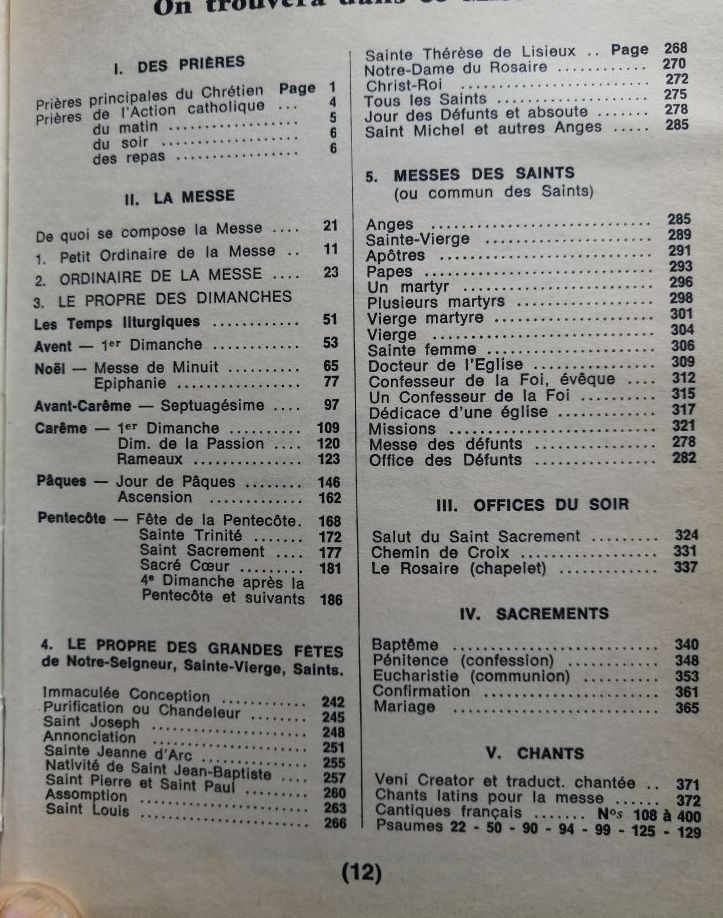 On trouvera dans ce
I. DES PRIÈRES
Prières principales du Chrétien Page 1
Prières de l'Action catholique ... 4
du matin .................. 5
du soir .................. 6
des repas .................. 6
II. LA MESSE
De quoi se compose la Messe .... 21
1. Petit Ordinaire de la Messe .. 11
2. ORDINAIRE DE LA MESSE .... 23
3. LE PROPRE DES DIMANCHES
Les Temps liturgiques ............ 51
Avent — 1er Dimanche ............ 53
Noël — Messe de Minuit .......... 65
Epiphanie ................ 77
Avant-Carême — Septuagésime .... 97
Carême — 1er Dimanche .......... 109
Dim. de la Passion .... 120
Rameaux .............. 123
Pâques — Jour de Pâques ........ 146
Ascension ............ 162
Pentecôte — Fête de la Pentecôte. 168
Sainte Trinité ....... 172
Saint Sacrement .... 177
Sacré Cœur ......... 181
4e Dimanche après la
Pentecôte et suivants 186
4. LE PROPRE DES GRANDES FÊTES
de Notre-Seigneur, Sainte-Vierge, Saints.
Immaculée Conception ............ 242
Purification ou Chandeleur ........ 245
Saint Joseph ...................... 248
Annonciation ...................... 251
Sainte Jeanne d'Arc .............. 255
Nativité de Saint Jean-Baptiste .... 257
Saint Pierre et Saint Paul .......... 260
Assomption ........................ 263
Saint Louis ........................ 266
Sainte Thérèse de Lisieux .. Page 268
Notre-Dame du Rosaire ............ 270
Christ-Roi ........................ 272
Tous les Saints .................... 275
Jour des Défunts et absoute ....... 278
Saint Michel et autres Anges ..... 285
5. MESSES DES SAINTS
(ou commun des Saints)
Anges .............................. 285
Sainte-Vierge ...................... 289
Apôtres ............................ 291
Papes .............................. 293
Un martyr .......................... 296
Plusieurs martyrs .................. 298
Vierge martyre .................... 301
Vierge ............................ 304
Sainte femme ...................... 306
Docteur de l'Eglise ................ 309
Confesseur de la Foi, évêque .... 312
Un Confesseur de la Foi .......... 315
Dédicace d'une église .............. 317
Missions ............................ 321
Messe des défunts ................ 278
Office des Défunts ................ 282
III. OFFICES DU SOIR
Salut du Saint Sacrement ......... 324
Chemin de Croix .................. 331
Le Rosaire (chapelet) ............. 337
IV. SACREMENTS
Baptême ............................ 340
Pénitence (confession) ............ 348
Eucharistie (communion) .......... 353
Confirmation ...................... 361
Mariage ............................ 365
V. CHANTS
Veni Creator et traduct. chantée .. 371
Chants latins pour la messe ...... 372
Cantiques français ....... Nos 108 à 400
Psaumes 22 - 50 - 90 - 94 - 99 - 125 - 129
(12)